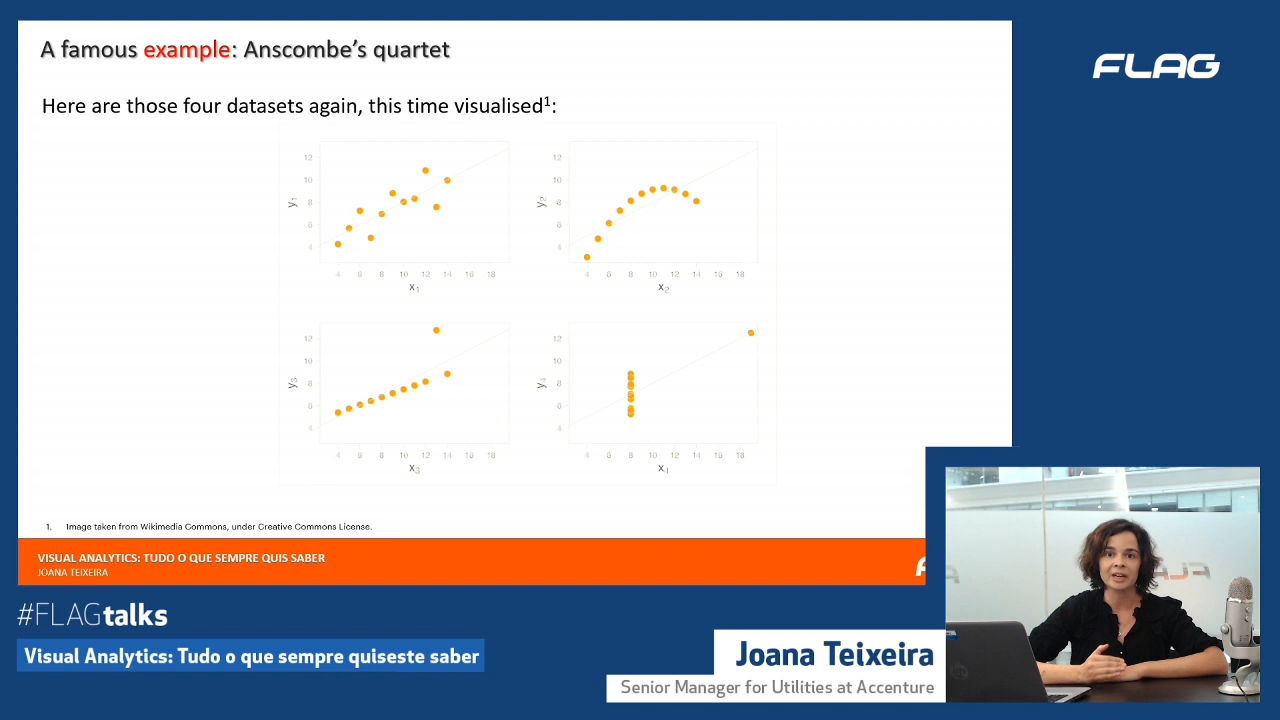 A famous example: Anscombe's quartet
FLAG
Here are those four datasets again, this time visualised¹:
12
10
8
6
4
y₁
4 6 8 10 12 14 16 18
x₁
12
10
8
6
4
y₂
4 6 8 10 12 14 16 18
x₂
12
10
8
6
4
y₃
4 6 8 10 12 14 16 18
x₃
12
10
8
6
4
y₄
4 6 8 10 12 14 16 18
x₄
1. Image taken from Wikimedia Commons, under Creative Commons License.
VISUAL ANALYTICS: TUDO O QUE SEMPRE QUIS SABER
JOANA TEIXEIRA
#FLAGtalks
Visual Analytics: Tudo o que sempre quiseste saber
Joana Teixeira
Senior Manager for Utilities at Accenture